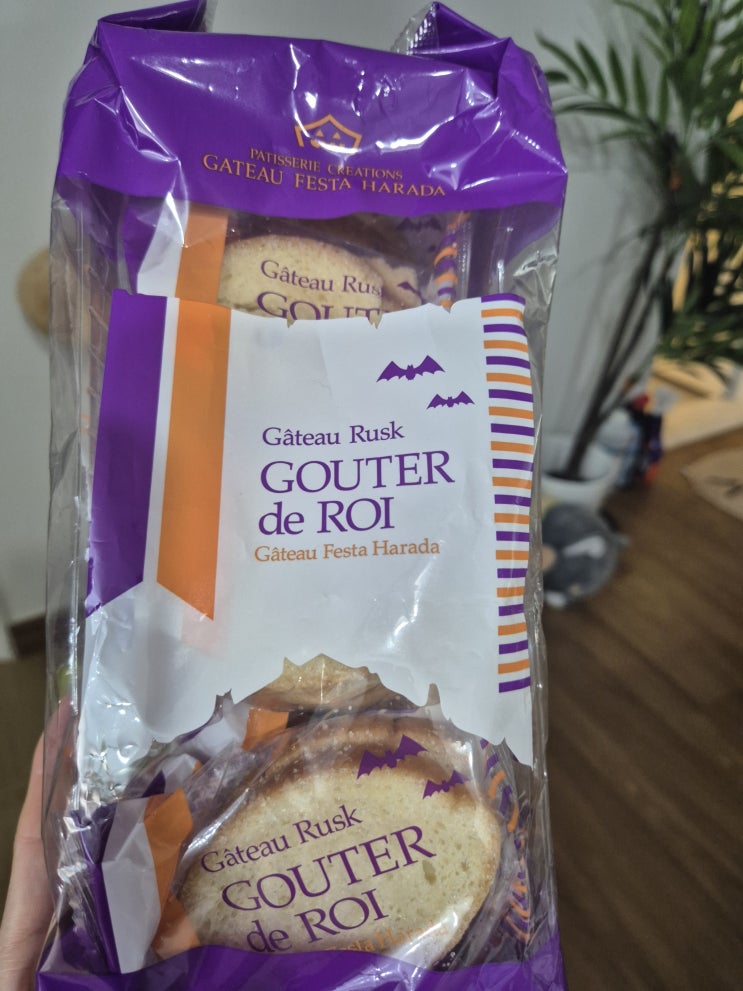 PATISSERIE CREATIONS
GATEAU FESTA HARADA
Gâteau Rusk
GOUT
Gâteau Rusk
GOUTER
de ROI
Gâteau Festa Harada
Gâteau Rusk
GOUTER
de ROI